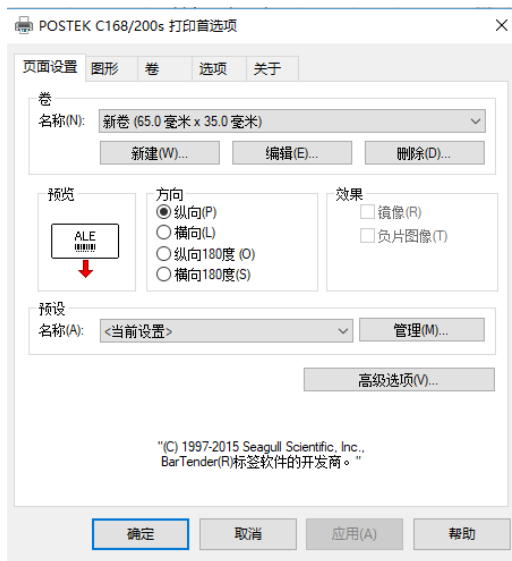 POSTEK C168/200s 打印首选项
页面设置 图形 卷 选项 关于
卷
名称(N): 新卷 (65.0 毫米 x 35.0 毫米)
新建(W)... 编辑(E)... 删除(D)...
预览 方向 效果
纵向(P) 镜像(R)
ALE 横向(L) 负片图像(T)
纵向180度 (O)
横向180度(S)
预设
名称(A): <当前设置> 管理(M)...
高级选项(V)...
"(C) 1997-2015 Seagull Scientific, Inc.,
BarTender(R)标签软件的开发商。"
确定 取消 应用(A) 帮助